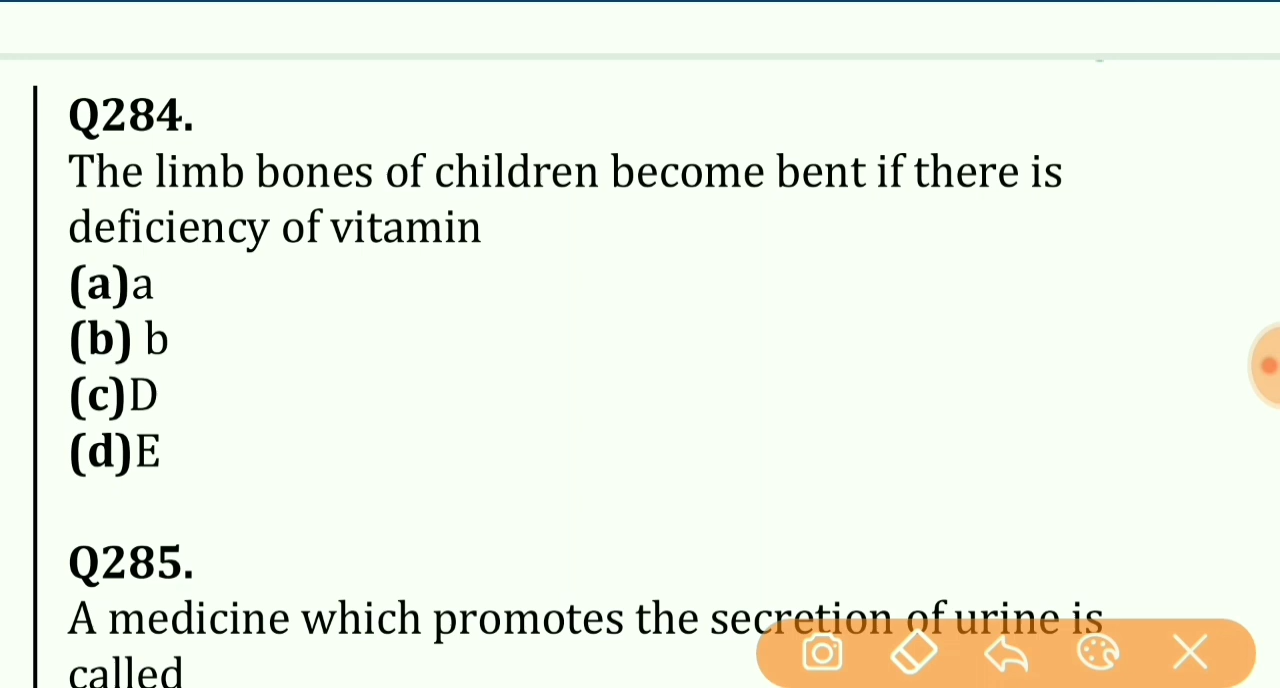 Q284.
The limb bones of children become bent if there is
deficiency of vitamin
(a)a
(b) b
(c)D
(d)E
Q285.
A medicine which promotes the secretion of urine is
called